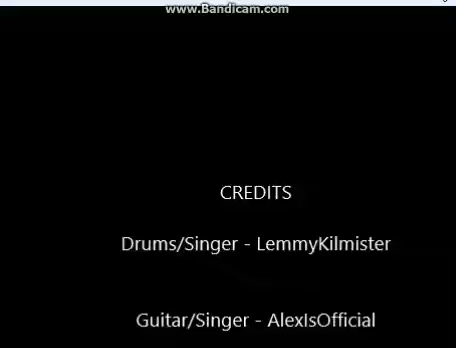 www.Bandicam.com
CREDITS
Drums/Singer - LemmyKilmister
Guitar/Singer - AlexIsOfficial